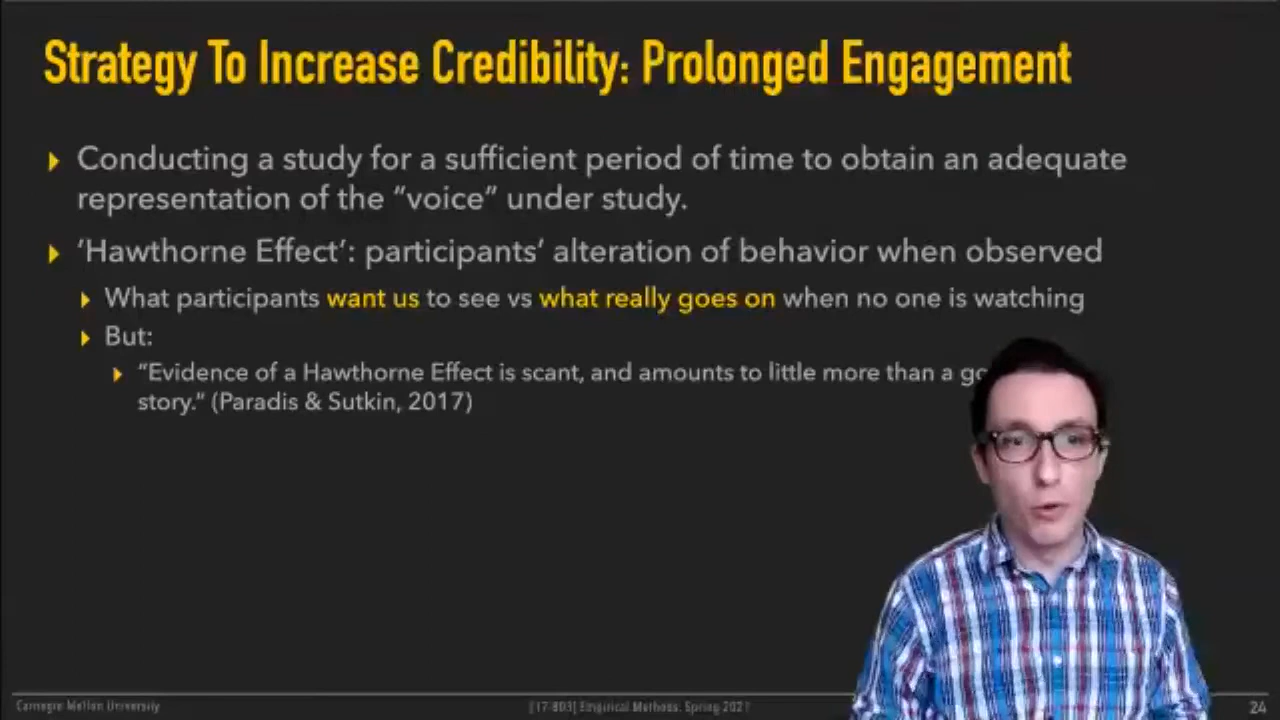 Strategy To Increase Credibility: Prolonged Engagement
Conducting a study for a sufficient period of time to obtain an adequate
representation of the “voice” under study.
‘Hawthorne Effect’: participants’ alteration of behavior when observed
What participants want us to see vs what really goes on when no one is watching
But:
“Evidence of a Hawthorne Effect is scant, and amounts to little more than a
story.” (Paradis & Sutkin, 2017)
Carnegie Mellon University
[17-803] Empirical Methods, Spring 2021
24